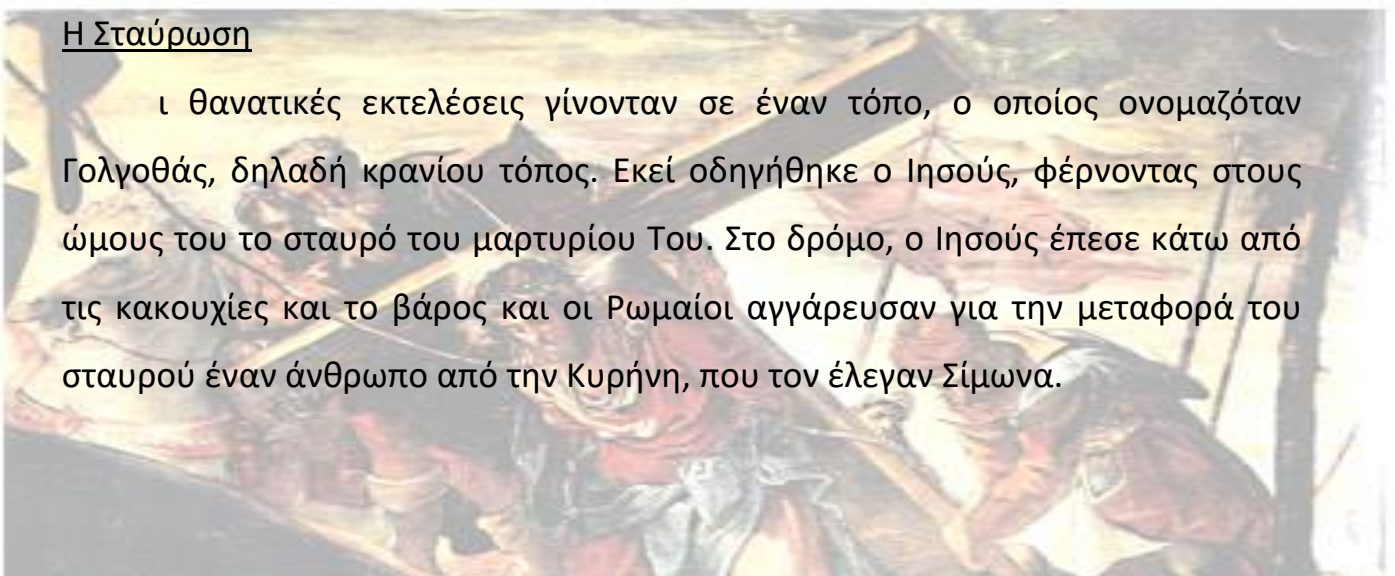 Η Σταύρωση
ι θανατικές εκτελέσεις γίνονταν σε έναν τόπο, ο οποίος ονομαζόταν
Γολγοθάς, δηλαδή κρανίου τόπος. Εκεί οδηγήθηκε ο Ιησούς, φέρνοντας στους
ώμους του το σταυρό του μαρτυρίου Του. Στο δρόμο, ο Ιησούς έπεσε κάτω από
τις κακουχίες και το βάρος και οι Ρωμαίοι αγγάρευσαν για την μεταφορά του
σταυρού έναν άνθρωπο από την Κυρήνη, που τον έλεγαν Σίμωνα.